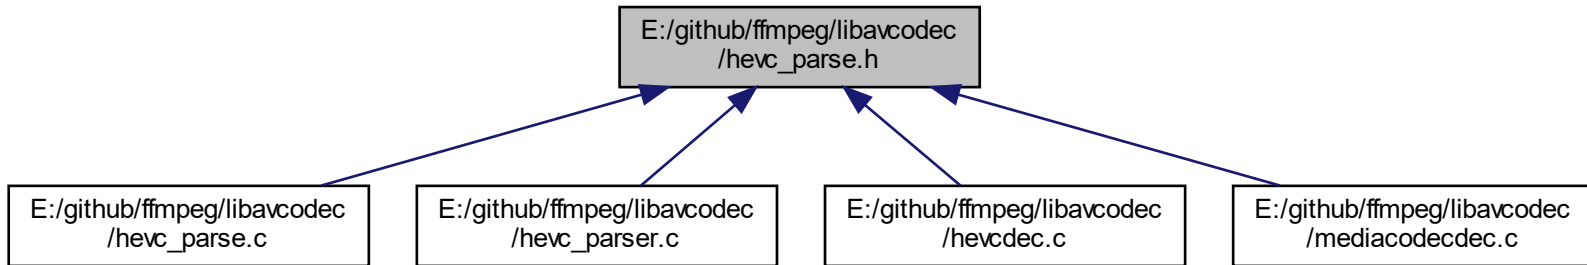 E:/github/ffmpeg/libavcodec
/hevc_parse.h
E:/github/ffmpeg/libavcodec
/hevc_parse.c
E:/github/ffmpeg/libavcodec
/hevc_parser.c
E:/github/ffmpeg/libavcodec
/hevcdec.c
E:/github/ffmpeg/libavcodec
/mediacodecdec.c